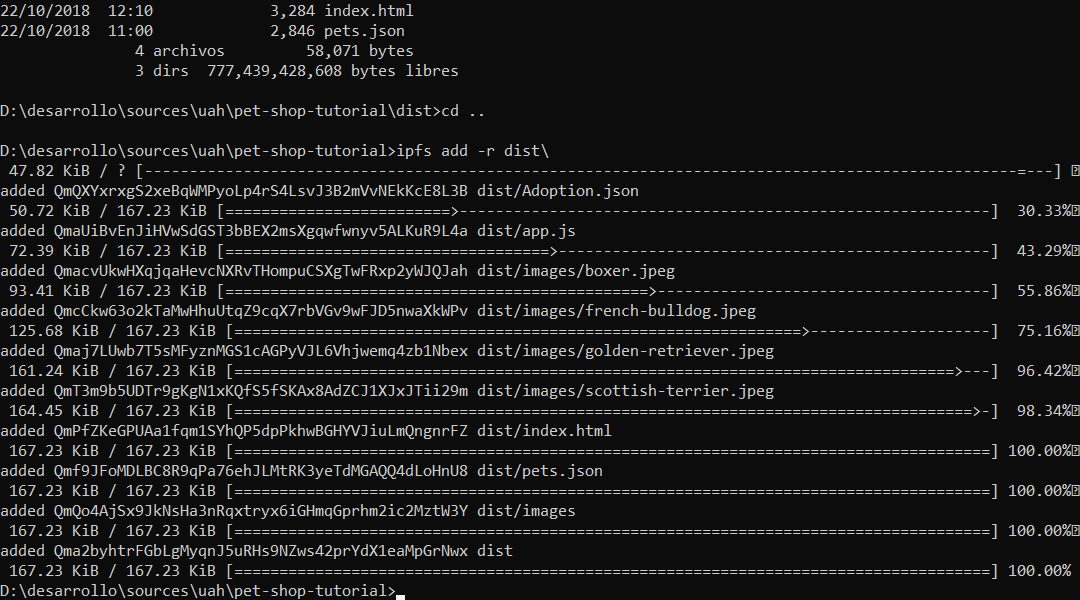 22/10/2018  12:10             3,284 index.html
22/10/2018  11:00             2,846 pets.json
               4 archivos         58,071 bytes
               3 dirs  777,439,428,608 bytes libres
D:\desarrollo\sources\uah\pet-shop-tutorial\dist>cd ..
D:\desarrollo\sources\uah\pet-shop-tutorial>ipfs add -r dist\
 47.82 KiB / ? [--------------------------------------------------------------------------------------------------=---]
added QmQXYxrxgS2xeBqWMPyoLp4rS4LsvJ3B2mVvNEkKcE8L3B dist/Adoption.json
 50.72 KiB / 167.23 KiB [=========================>-----------------------------------------------------------]  30.33%
added QmaUiBvEnJiHVwSdGST3bBEX2msXgqwfwnyv5ALKuR9L4a dist/app.js
 72.39 KiB / 167.23 KiB [====================================>------------------------------------------------]  43.29%
added QmacvUkwHXqjqaHevcNXRvTHompuCSXgTwFRxp2yWJQJah dist/images/boxer.jpeg
 93.41 KiB / 167.23 KiB [===============================================>-------------------------------------]  55.86%
added QmcCkw63o2kTaMwHhuUtqZ9cqX7rbVGv9wFJD5nwaXkWPv dist/images/french-bulldog.jpeg
 125.68 KiB / 167.23 KiB [===============================================================>--------------------]  75.16%
added Qmaj7LUwb7T5sMFyznMGS1cAGPyVJL6Vhjwemq4zb1Nbex dist/images/golden-retriever.jpeg
 161.24 KiB / 167.23 KiB [================================================================================>---]  96.42%
added QmT3m9b5UDTr9gKgN1xKQfS5fSKAx8AdZCJ1XJxJTii29m dist/images/scottish-terrier.jpeg
 164.45 KiB / 167.23 KiB [==================================================================================>-]  98.34%
added QmPfZKeGPUAa1fqm1SYhQP5dpPkhwBGHYVJiuLmQngnrFZ dist/index.html
 167.23 KiB / 167.23 KiB [====================================================================================] 100.00%
added Qmf9JFoMDLBC8R9qPa76ehJLMtRK3yeTdMGAQQ4dLoHnU8 dist/pets.json
 167.23 KiB / 167.23 KiB [====================================================================================] 100.00%
added QmQo4AjSx9JkNsHa3nRqxtryx6iGHmqGprhm2ic2MztW3Y dist/images
 167.23 KiB / 167.23 KiB [====================================================================================] 100.00%
added Qma2byhtrFGbLgMyqnJ5uRHs9NZws42prYdX1eaMpGrNwx dist
 167.23 KiB / 167.23 KiB [====================================================================================] 100.00%
D:\desarrollo\sources\uah\pet-shop-tutorial>